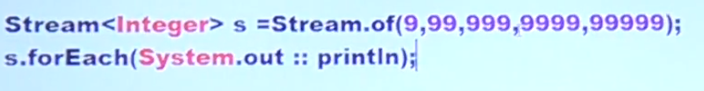 Stream<Integer> s =Stream.of(9,99,999,9999,99999);
s.forEach(System.out :: println);